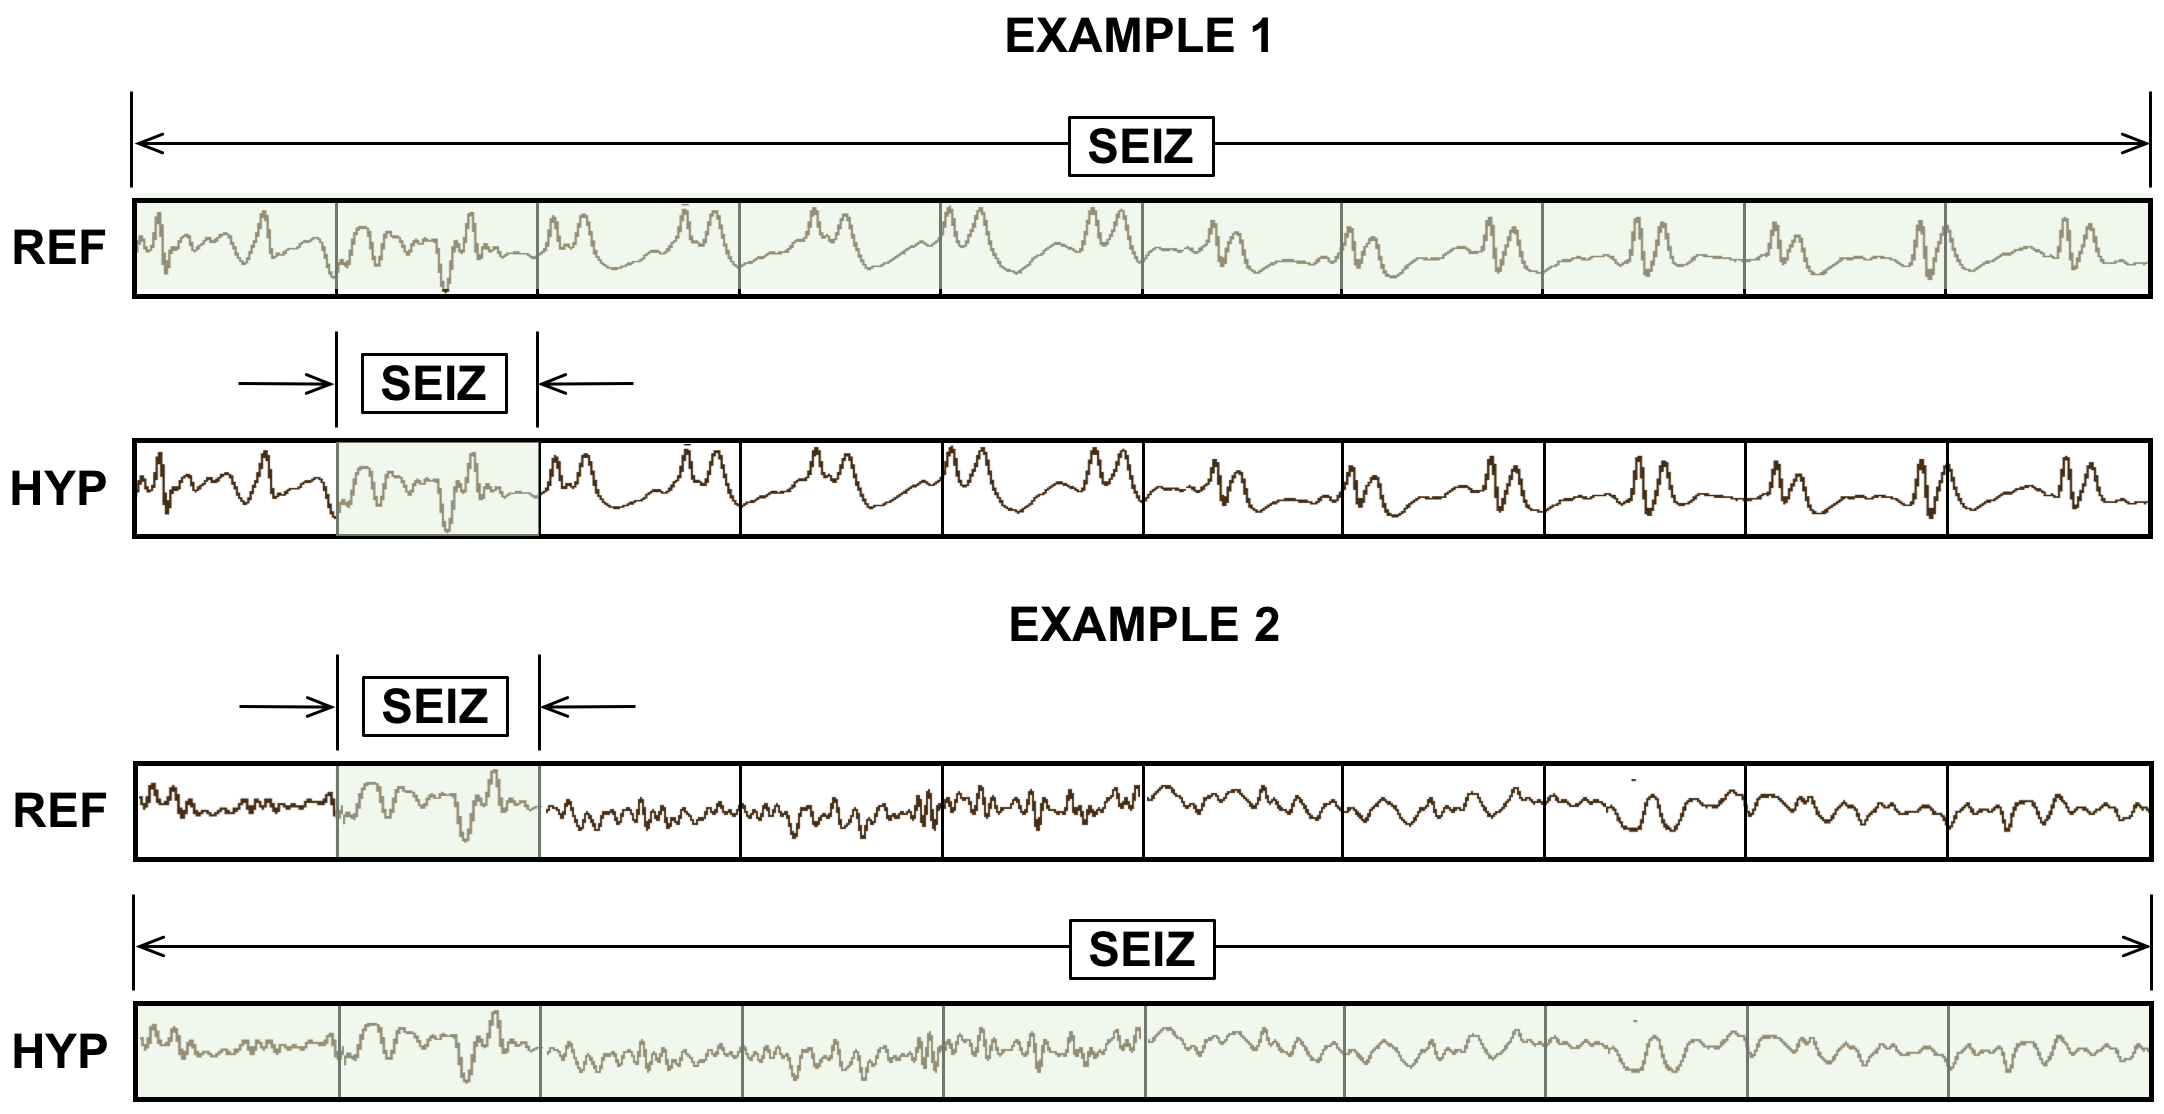 EXAMPLE 1
SEIZ
REF
SEIZ
HYP
EXAMPLE 2
SEIZ
REF
SEIZ
HYP